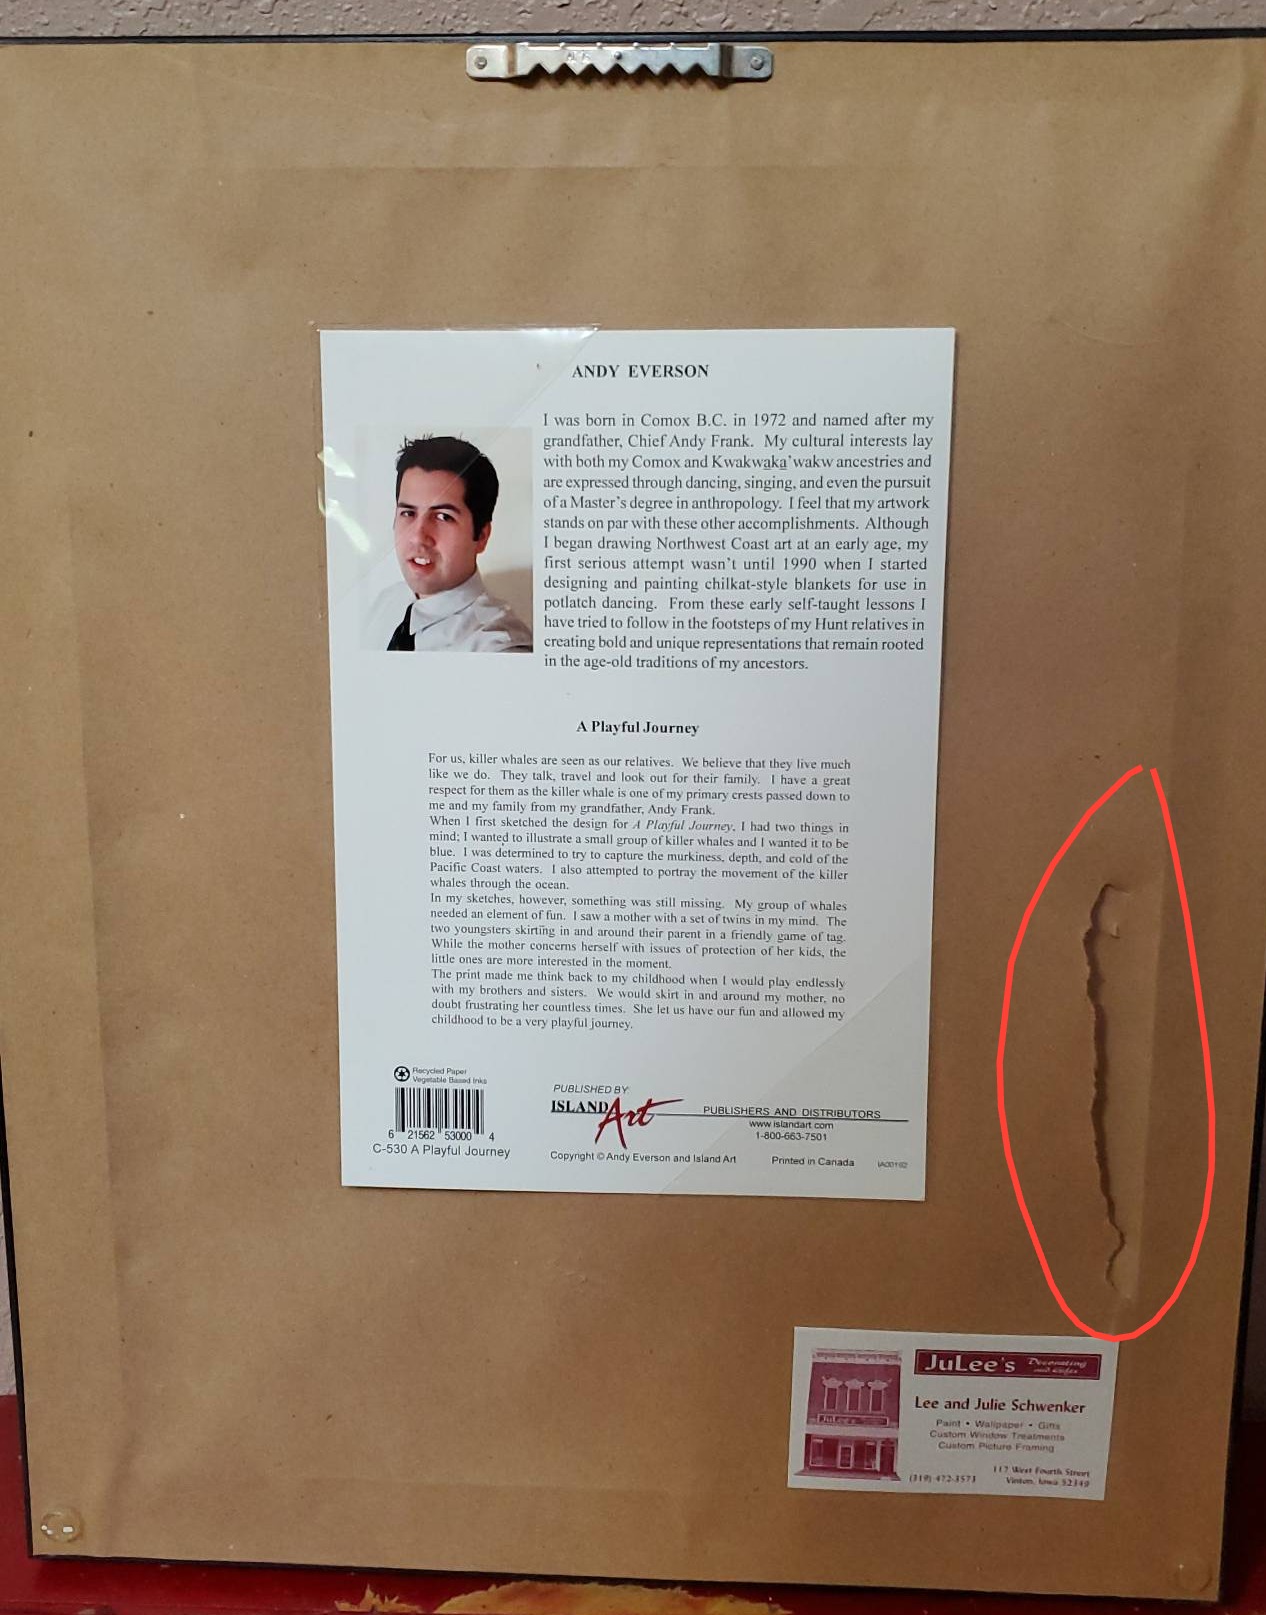 ANDY EVERSON
I was born in Comox B.C. in 1972 and named after my
grandfather, Chief Andy Frank. My cultural interests lay
with both my Comox and Kwakwa̱ka̱'wakw ancestries and
are expressed through dancing, singing, and even the pursuit
of a Master's degree in anthropology. I feel that my artwork
stands on par with these other accomplishments. Although
I began drawing Northwest Coast art at an early age, my
first serious attempt wasn't until 1990 when I started
designing and painting chilkat-style blankets for use in
potlatch dancing. From these early self-taught lessons I
have tried to follow in the footsteps of my Hunt relatives in
creating bold and unique representations that remain rooted
in the age-old traditions of my ancestors.
A Playful Journey
For us, killer whales are seen as our relatives. We believe that they live much
like we do. They talk, travel and look out for their family. I have a great
respect for them as the killer whale is one of my primary crests passed down to
me and my family from my grandfather, Andy Frank.
When I first sketched the design for A Playful Journey, I had two things in
mind; I wanted to illustrate a small group of killer whales and I wanted it to be
blue. I was determined to try to capture the murkiness, depth, and cold of the
Pacific Coast waters. I also attempted to portray the movement of the killer
whales through the ocean.
In my sketches, however, something was still missing. My group of whales
needed an element of fun. I saw a mother with a set of twins in my mind. The
two youngsters skirting in and around their parent in a friendly game of tag.
While the mother concerns herself with issues of protection of her kids, the
little ones are more interested in the moment.
The print made me think back to my childhood when I would play endlessly
with my brothers and sisters. We would skirt in and around my mother, no
doubt frustrating her countless times. She let us have our fun and allowed my
childhood to be a very playful journey.
Recycled Paper
Vegetable Based Inks
6 21562 53000 4
C-530 A Playful Journey
PUBLISHED BY
ISLAND Art PUBLISHERS AND DISTRIBUTORS
www.islandart.com
1-800-663-7501
Copyright © Andy Everson and Island Art Printed in Canada
JuLee's Decorating
and Gifts
Lee and Julie Schwenker
Paint • Wallpaper • Gifts
Custom Window Treatments
Custom Picture Framing
117 West Fourth Street
(319) 472-3573 Vinton, Iowa 52349
JuLee's